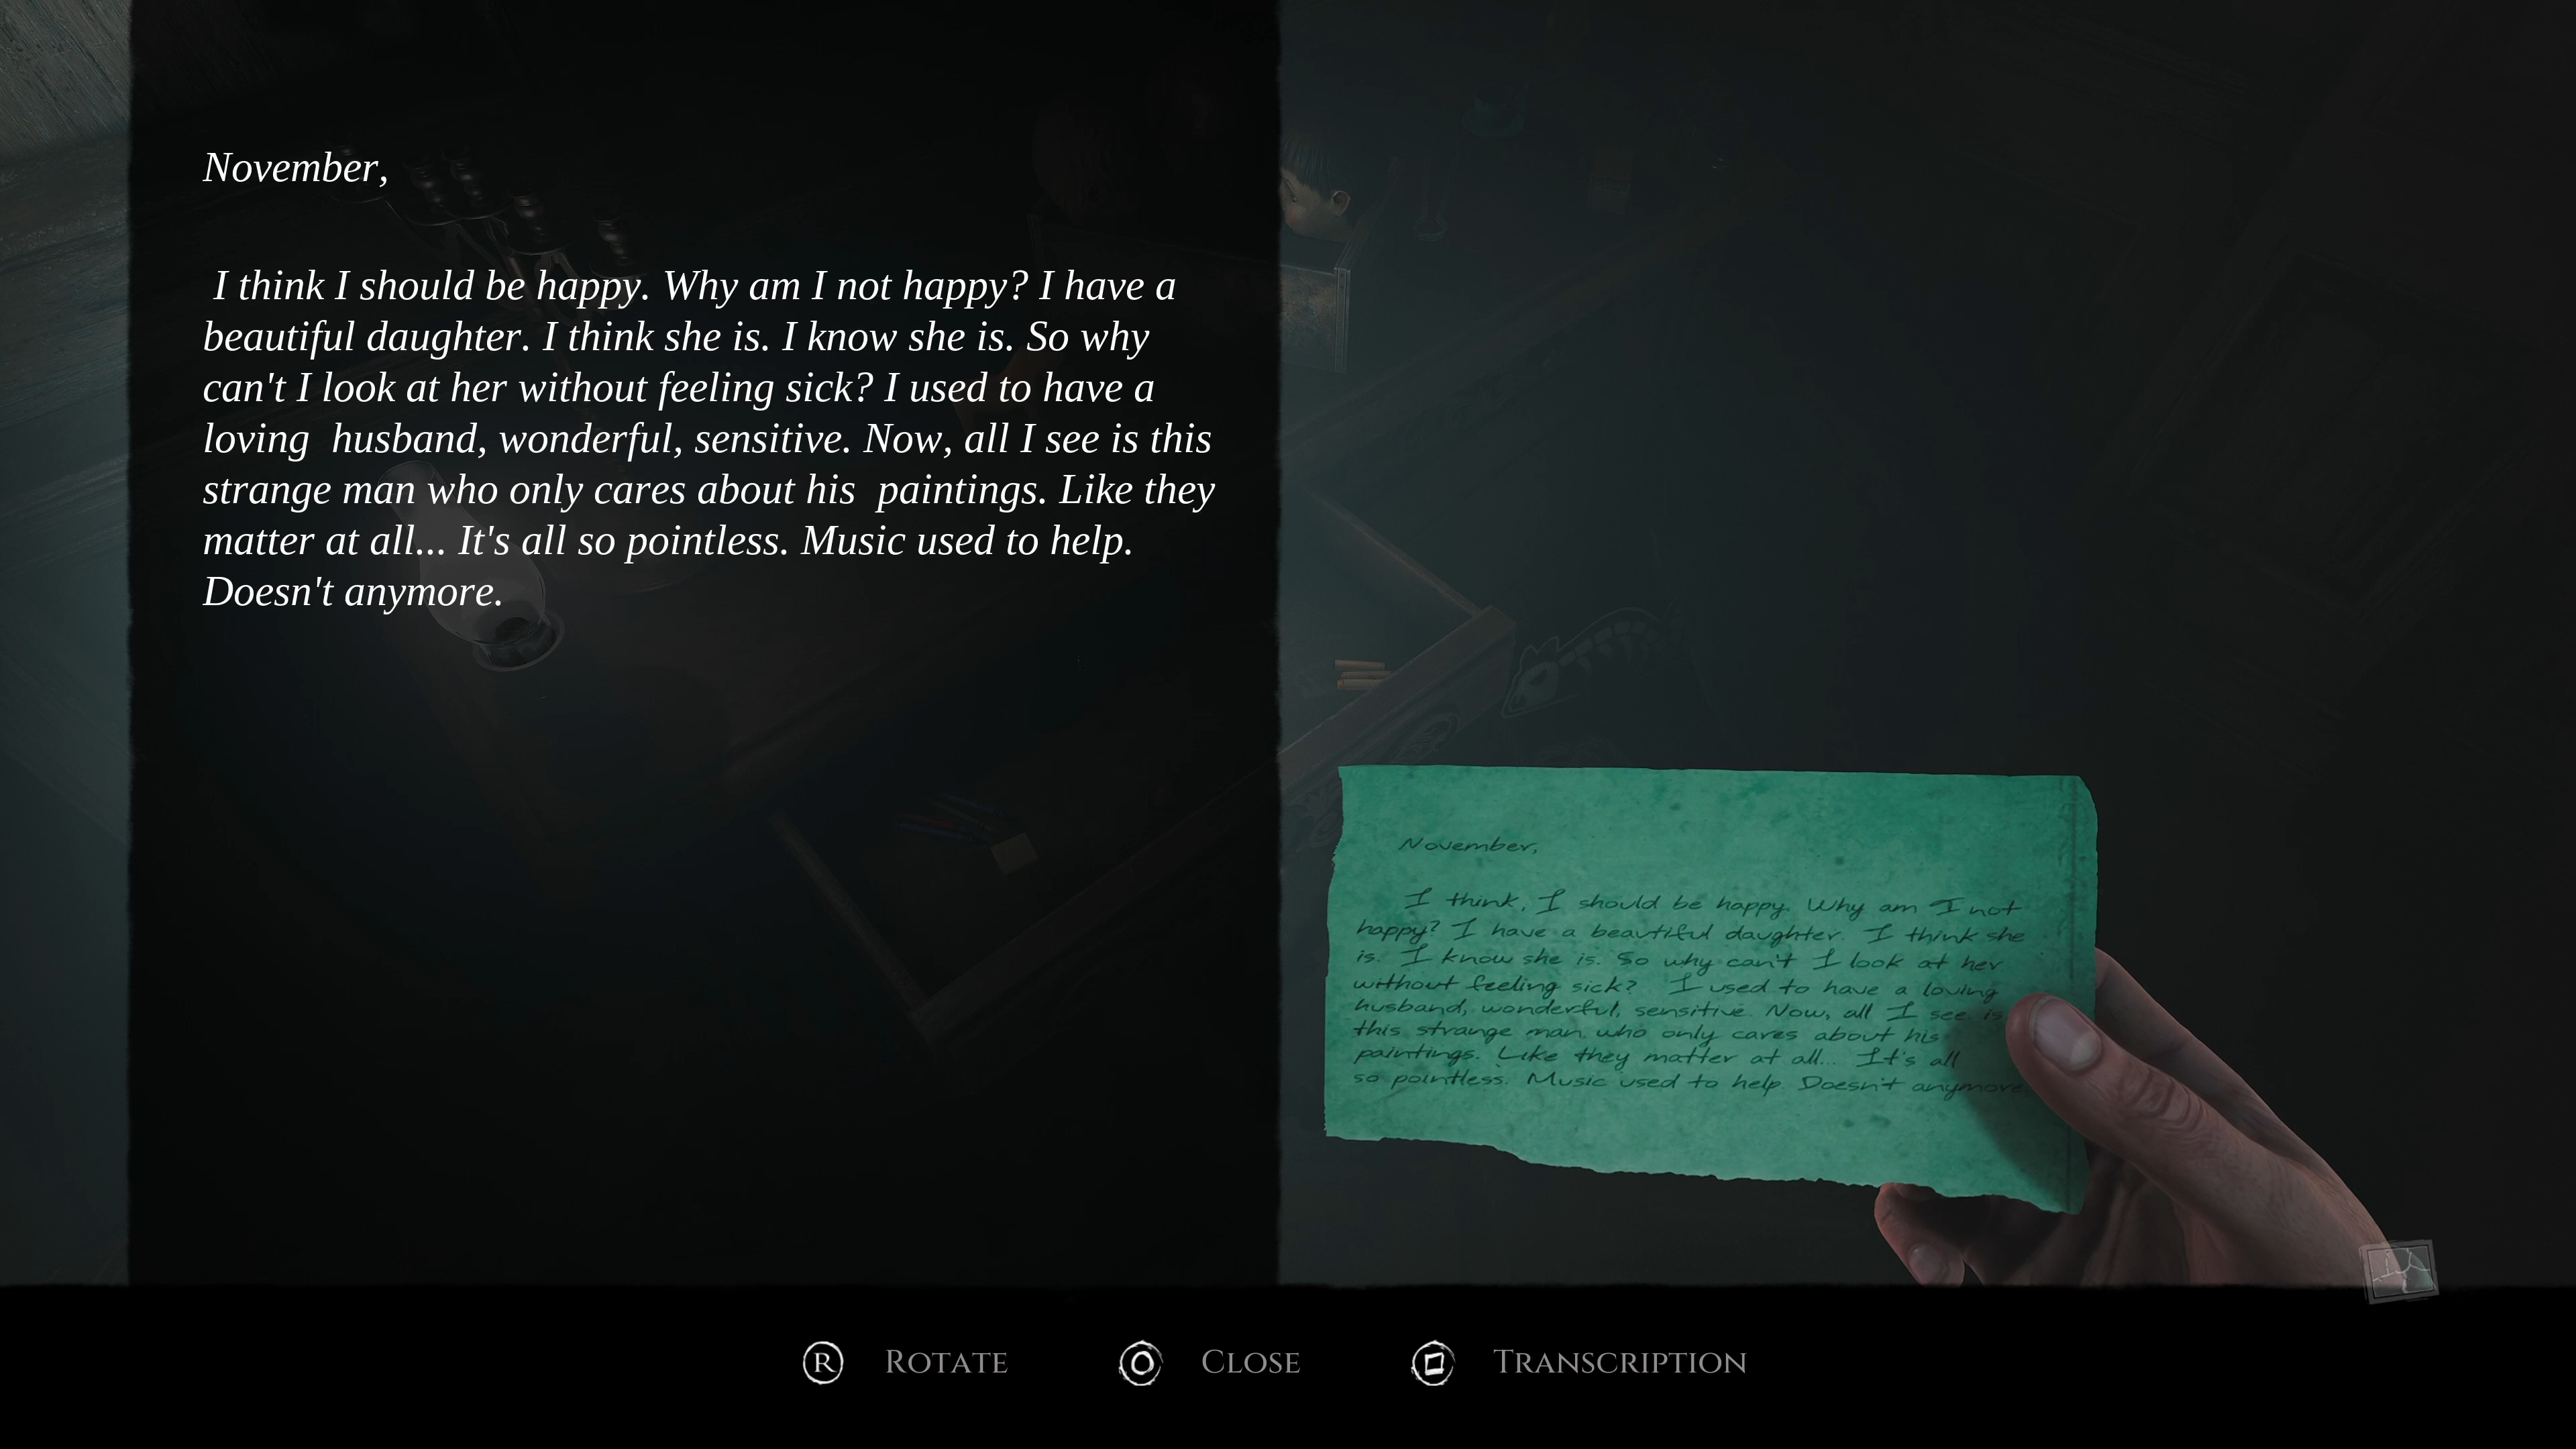 November,
I think I should be happy. Why am I not happy? I have a
beautiful daughter. I think she is. I know she is. So why
can't I look at her without feeling sick? I used to have a
loving  husband, wonderful, sensitive. Now, all I see is this
strange man who only cares about his  paintings. Like they
matter at all... It's all so pointless. Music used to help.
Doesn't anymore.
November,
I think, I should be happy. Why am I not
happy? I have a beautiful daughter. I think she
is. I know she is. So why can't I look at her
without feeling sick? I used to have a loving
husband, wonderful, sensitive. Now, all I see is
this strange man who only cares about his
paintings. Like they matter at all... It's all
so pointless. Music used to help. Doesn't anymore
R Rotate Close Transcription